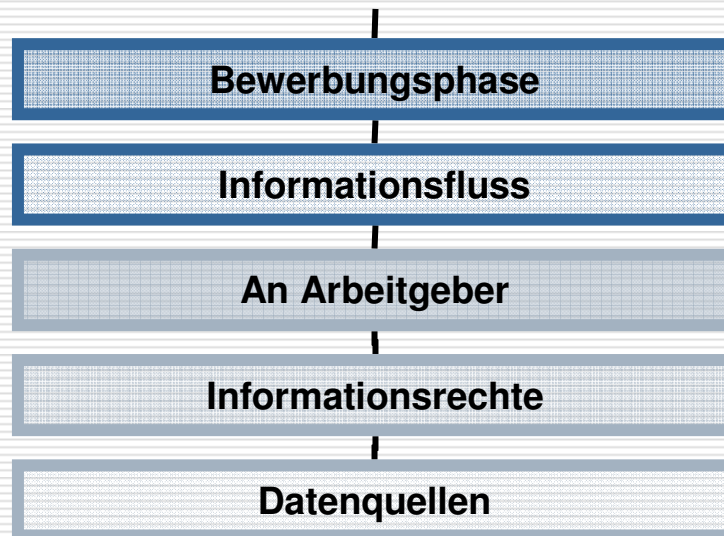 Bewerbungsphase
Informationsfluss
An Arbeitgeber
Informationsrechte
Datenquellen